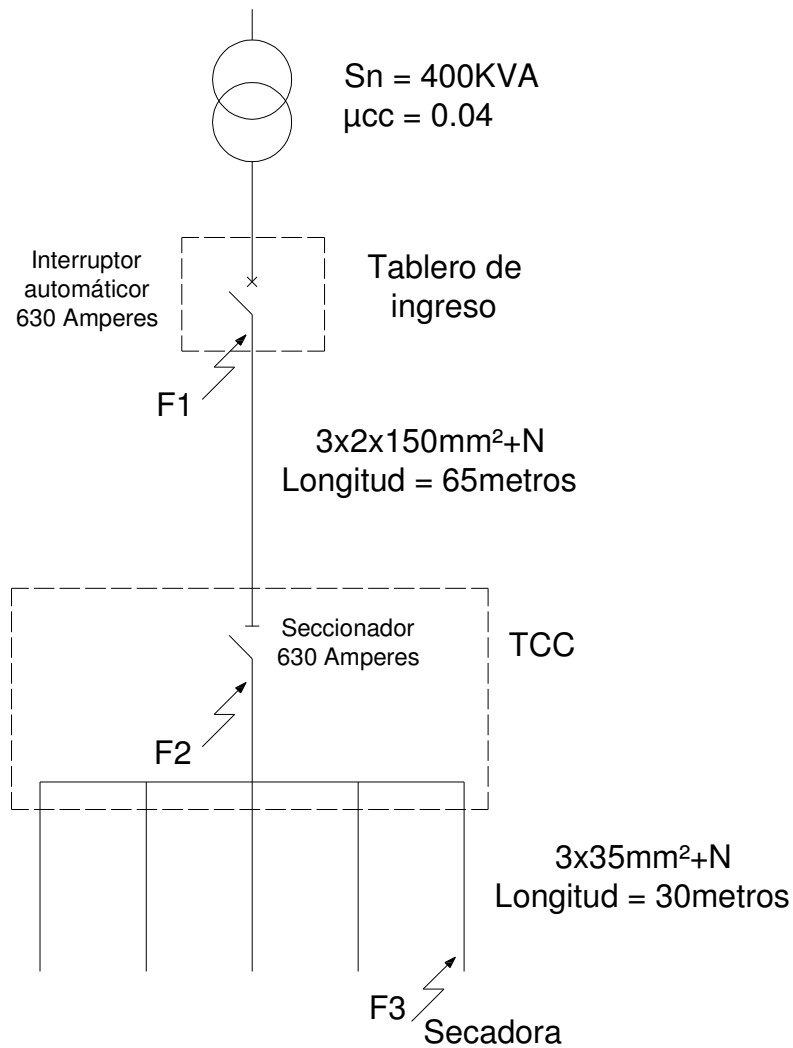 Sn = 400KVA
µcc = 0.04
Interruptor
automáticor
630 Amperes
Tablero de
ingreso
F1
3x2x150mm²+N
Longitud = 65metros
Seccionador
630 Amperes
TCC
F2
3x35mm²+N
Longitud = 30metros
F3
Secadora